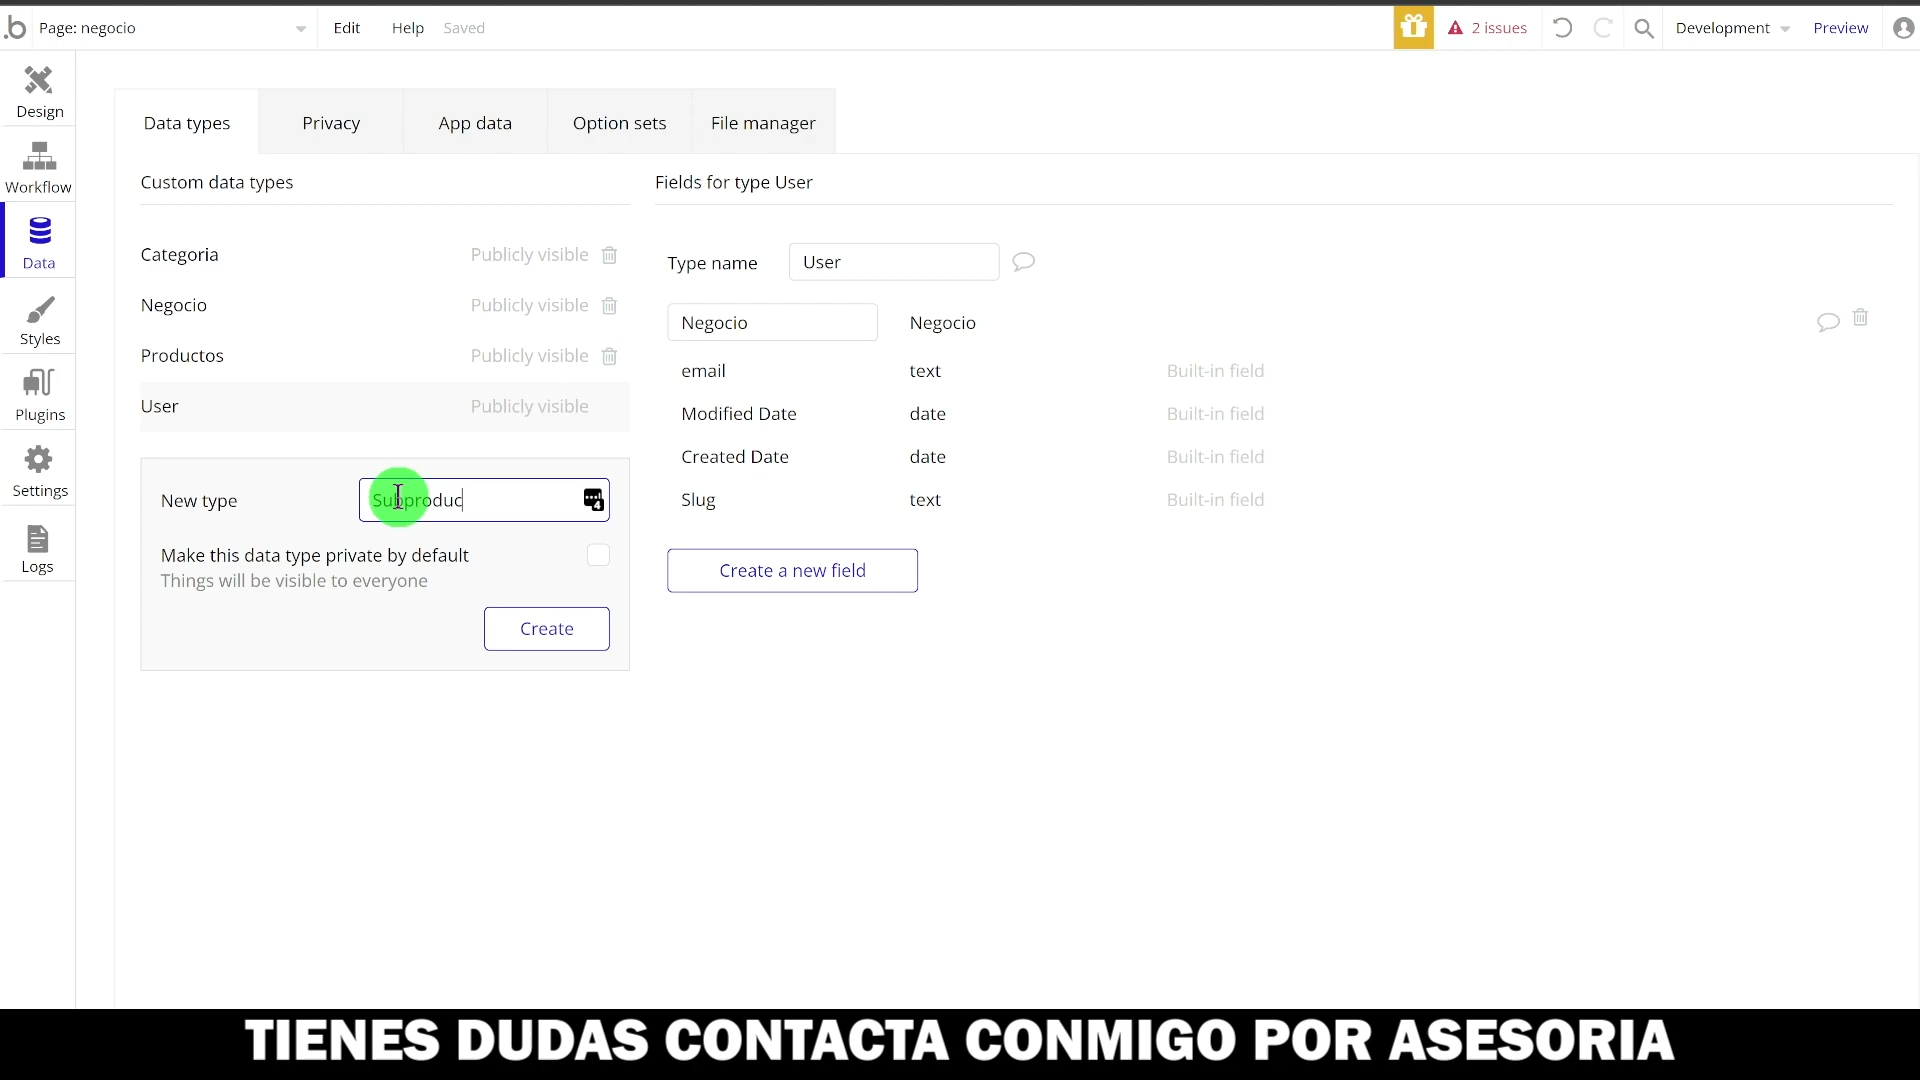 .b Page: negocio Edit Help Saved 2 issues Development Preview
Design
Workflow
Data
Styles
Plugins
Settings
Logs
Data types Privacy App data Option sets File manager
Custom data types
Categoria Publicly visible
Negocio Publicly visible
Productos Publicly visible
User Publicly visible
New type Subproduc 4
Make this data type private by default
Things will be visible to everyone
Create
Fields for type User
Type name User
Negocio Negocio
email text Built-in field
Modified Date date Built-in field
Created Date date Built-in field
Slug text Built-in field
Create a new field
TIENES DUDAS CONTACTA CONMIGO POR ASESORIA